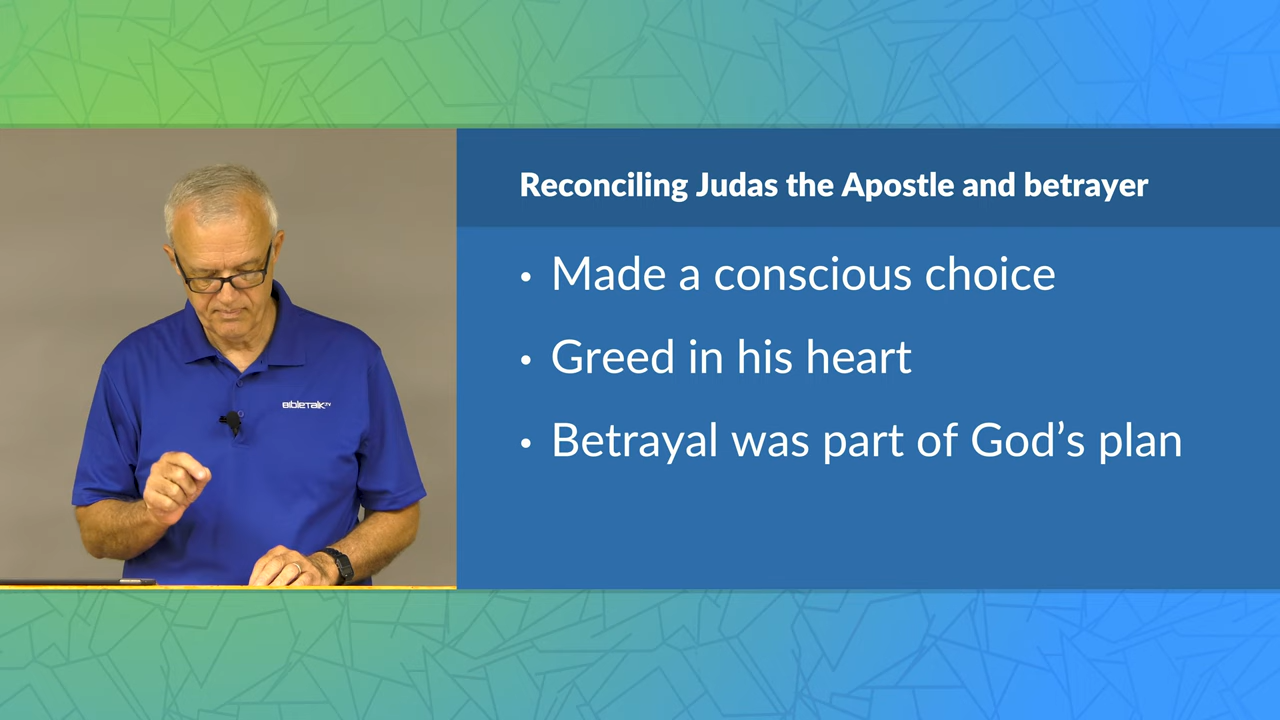 Reconciling Judas the Apostle and betrayer
• Made a conscious choice
• Greed in his heart
• Betrayal was part of God’s plan
BibleTalk.TV